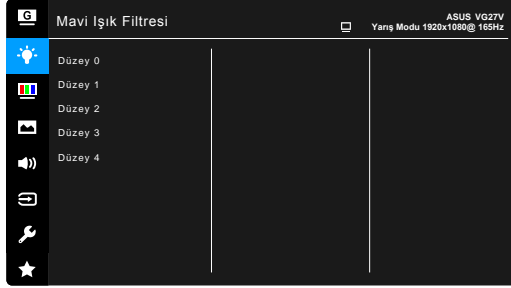 G
Mavi Işık Filtresi
ASUS VG27V
Yarış Modu 1920x1080@ 165Hz
Düzey 0
Düzey 1
Düzey 2
Düzey 3
Düzey 4